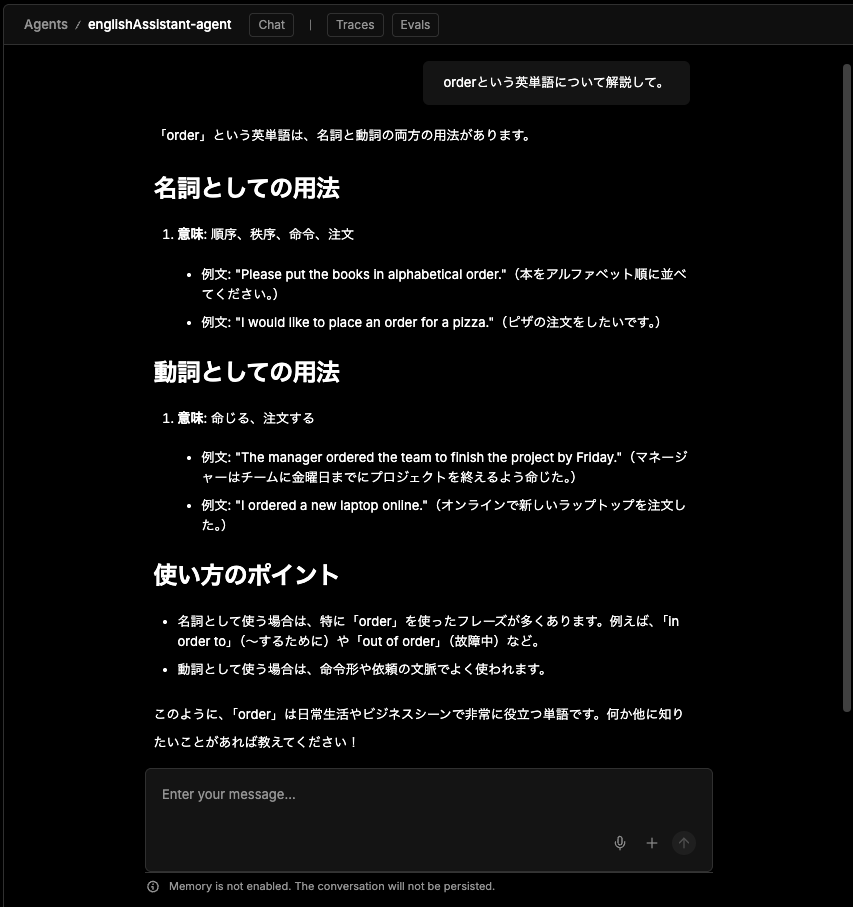 Agents / englishAssistant-agent Chat | Traces Evals
orderという英単語について解説して。
「order」という英単語は、名詞と動詞の両方の用法があります。
名詞としての用法
1. 意味: 順序、秩序、命令、注文
• 例文: "Please put the books in alphabetical order."（本をアルファベット順に並べ
てください。）
• 例文: "I would like to place an order for a pizza."（ピザの注文をしたいです。）
動詞としての用法
1. 意味: 命じる、注文する
• 例文: "The manager ordered the team to finish the project by Friday."（マネージ
ャーはチームに金曜日までにプロジェクトを終えるよう命じた。）
• 例文: "I ordered a new laptop online."（オンラインで新しいラップトップを注文し
た。）
使い方のポイント
• 名詞として使う場合は、特に「order」を使ったフレーズが多くあります。例えば、「in
order to」（〜するために）や「out of order」（故障中）など。
• 動詞として使う場合は、命令形や依頼の文脈でよく使われます。
このように、「order」は日常生活やビジネスシーンで非常に役立つ単語です。何か他に知り
たいことがあれば教えてください！
Enter your message...
Memory is not enabled. The conversation will not be persisted.